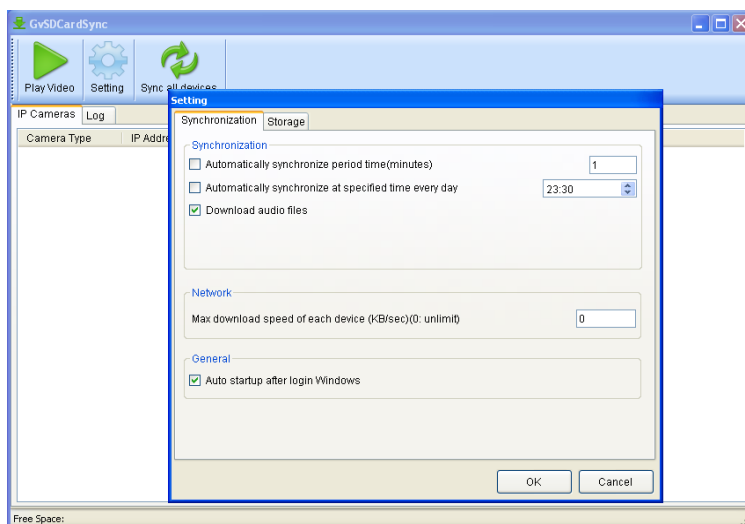 GvSDCardSync
Play Video
Setting
Sync all devices
IP Cameras
Log
Camera Type
IP Addre
Setting
Synchronization
Storage
Synchronization
Automatically synchronize period time(minutes)
1
Automatically synchronize at specified time every day
23:30
Download audio files
Network
Max download speed of each device (KB/sec)(0: unlimit)
0
General
Auto startup after login Windows
OK
Cancel
Free Space: